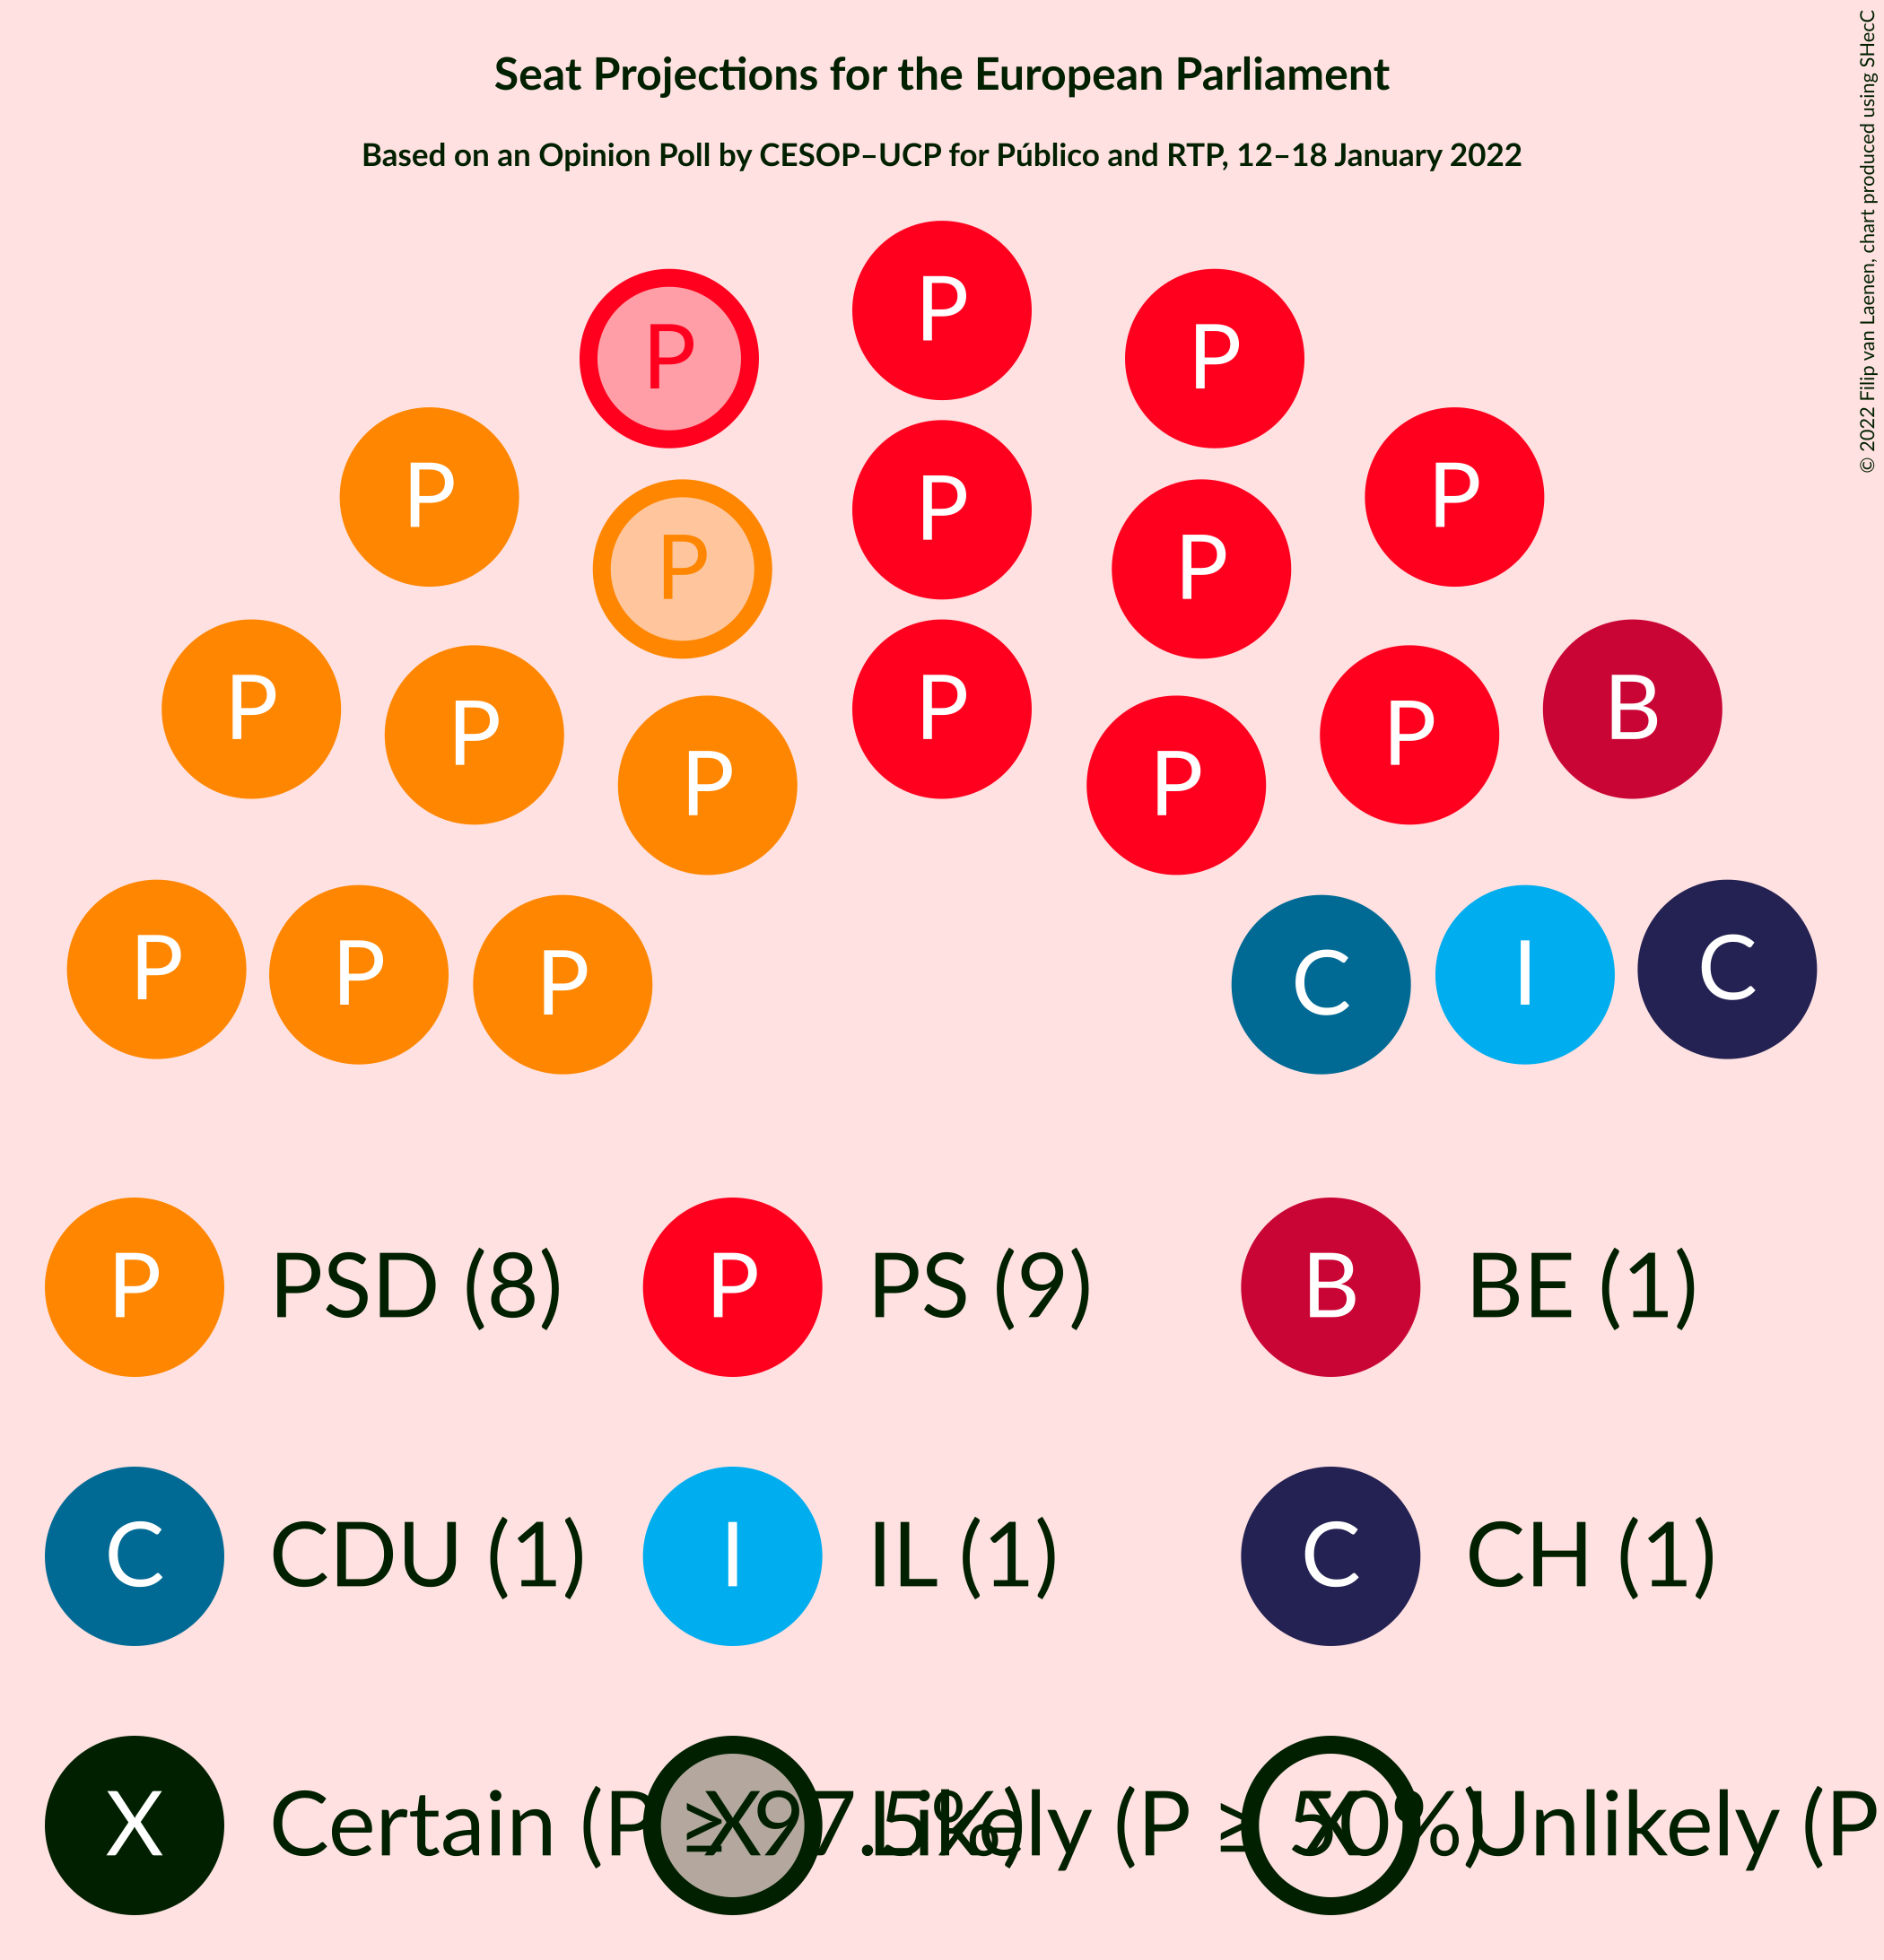 Seat Projections for the European Parliament
Based on an Opinion Poll by CESOP–UCP for Público and RTP, 12–18 January 2022
© 2022 Filip van Laenen, chart produced using SHecC
P
P P
P P
P P P
P P
P P B
P P
P P
P P
P P C I C
P PSD (8) P PS (9) B BE (1)
C CDU (1) I IL (1) C CH (1)
X Certain (P ≥ 97.5%) X Likely (P ≥ 50%) X Unlikely (P